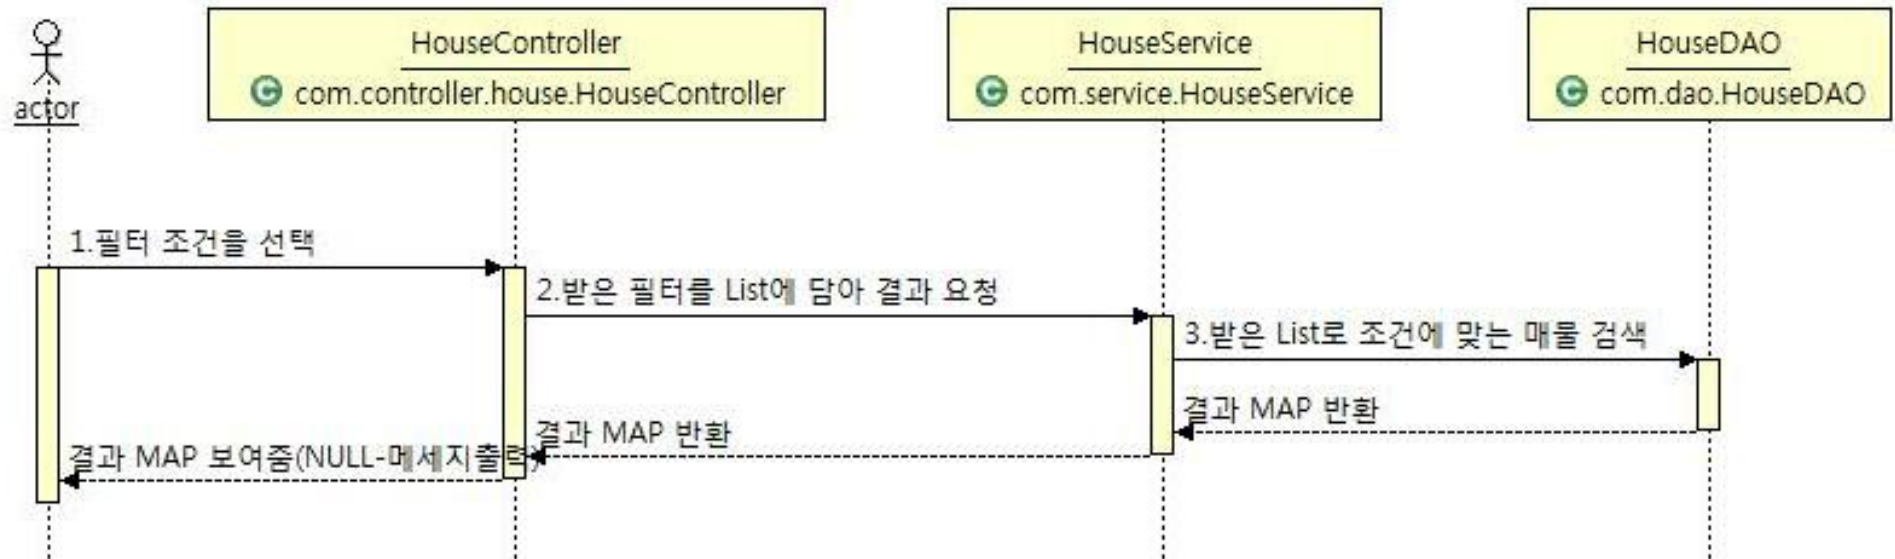 actor
HouseController
com.controller.house.HouseController
HouseService
com.service.HouseService
HouseDAO
com.dao.HouseDAO
1.필터 조건을 선택
2.받은 필터를 List에 담아 결과 요청
3.받은 List로 조건에 맞는 매물 검색
결과 MAP 반환
결과 MAP 반환
결과 MAP 보여줌(NULL-메세지출력)